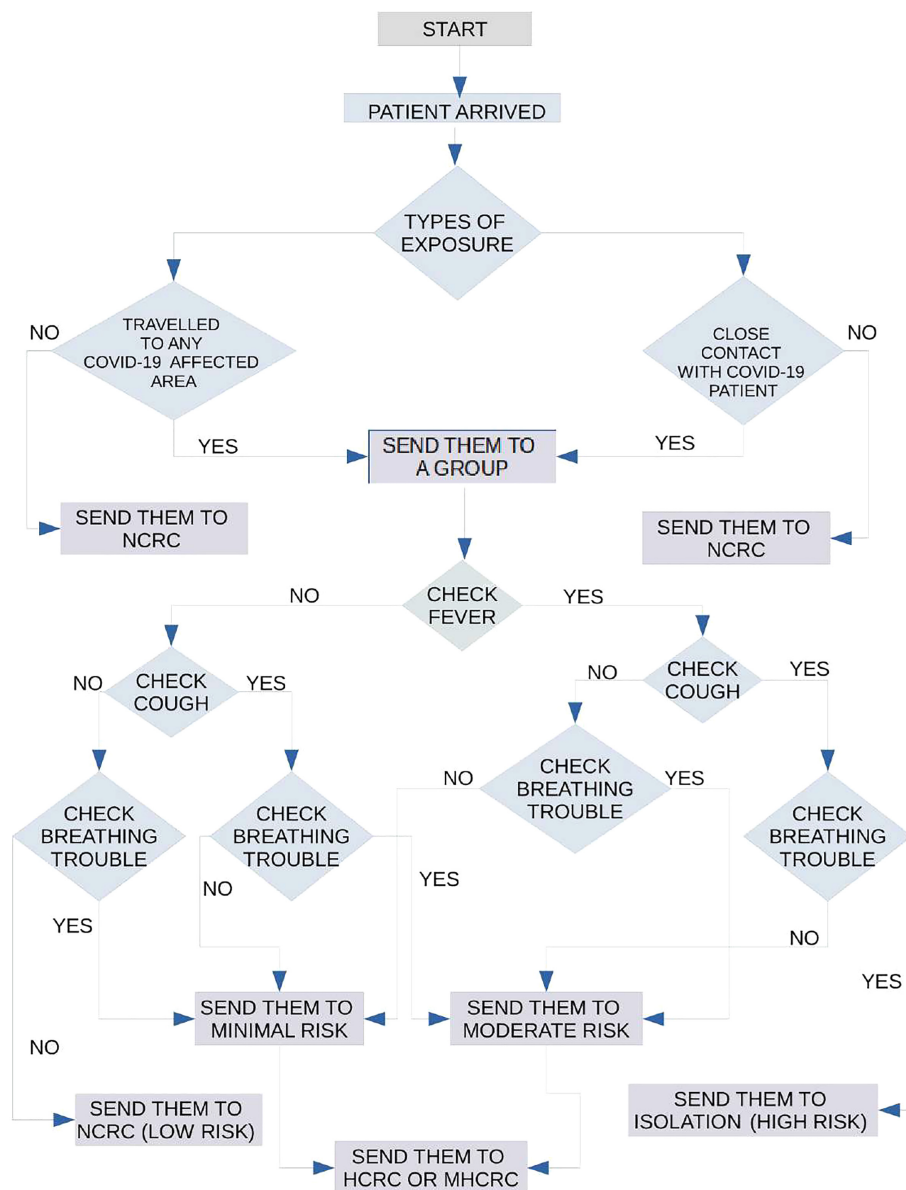 START
PATIENT ARRIVED
TYPES OF
EXPOSURE
NO
TRAVELLED
TO ANY
COVID-19 AFFECTED
AREA
CLOSE
CONTACT
WITH COVID-19
PATIENT
NO
YES
SEND THEM TO
A GROUP
YES
SEND THEM TO
NCRC
SEND THEM TO
NCRC
NO
CHECK
FEVER
YES
NO
CHECK
COUGH
YES
NO
CHECK
COUGH
YES
CHECK
BREATHING
TROUBLE
CHECK
BREATHING
TROUBLE
NO
CHECK
BREATHING
TROUBLE
YES
CHECK
BREATHING
TROUBLE
YES
NO
YES
NO
YES
SEND THEM TO
MINIMAL RISK
SEND THEM TO
MODERATE RISK
NO
SEND THEM TO
NCRC (LOW RISK)
SEND THEM TO
ISOLATION (HIGH RISK)
SEND THEM TO
HCRC OR MHCRC